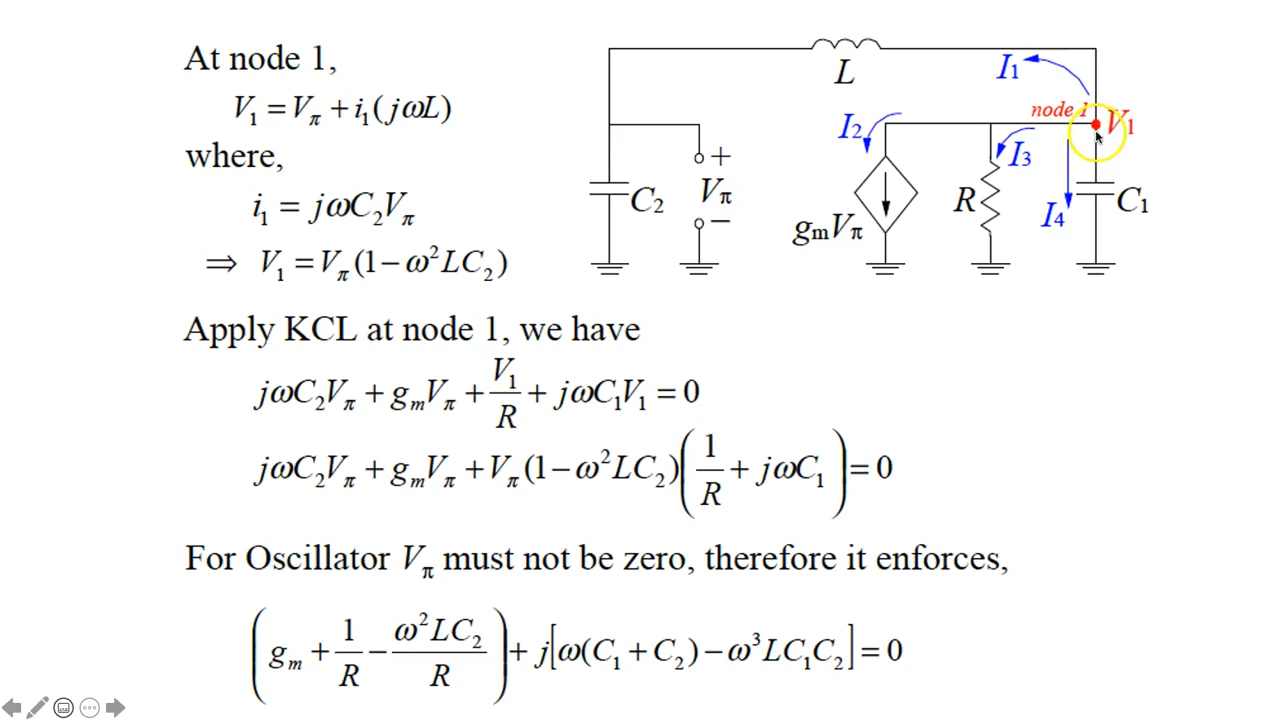 At node 1,
V₁ = Vπ + i₁(jωL)
where,
i₁ = jωC₂Vπ
⇒ V₁ = Vπ(1 − ω²LC₂)
L
I₁
node 1
V₁
I₂
I₃
+
Vπ
−
C₂
gmVπ
R
I₄
C₁
Apply KCL at node 1, we have
jωC₂Vπ + gmVπ + V₁/R + jωC₁V₁ = 0
jωC₂Vπ + gmVπ + Vπ(1 − ω²LC₂)(1/R + jωC₁) = 0
For Oscillator Vπ must not be zero, therefore it enforces,
(gm + 1/R − ω²LC₂/R) + j[ω(C₁ + C₂) − ω³LC₁C₂] = 0